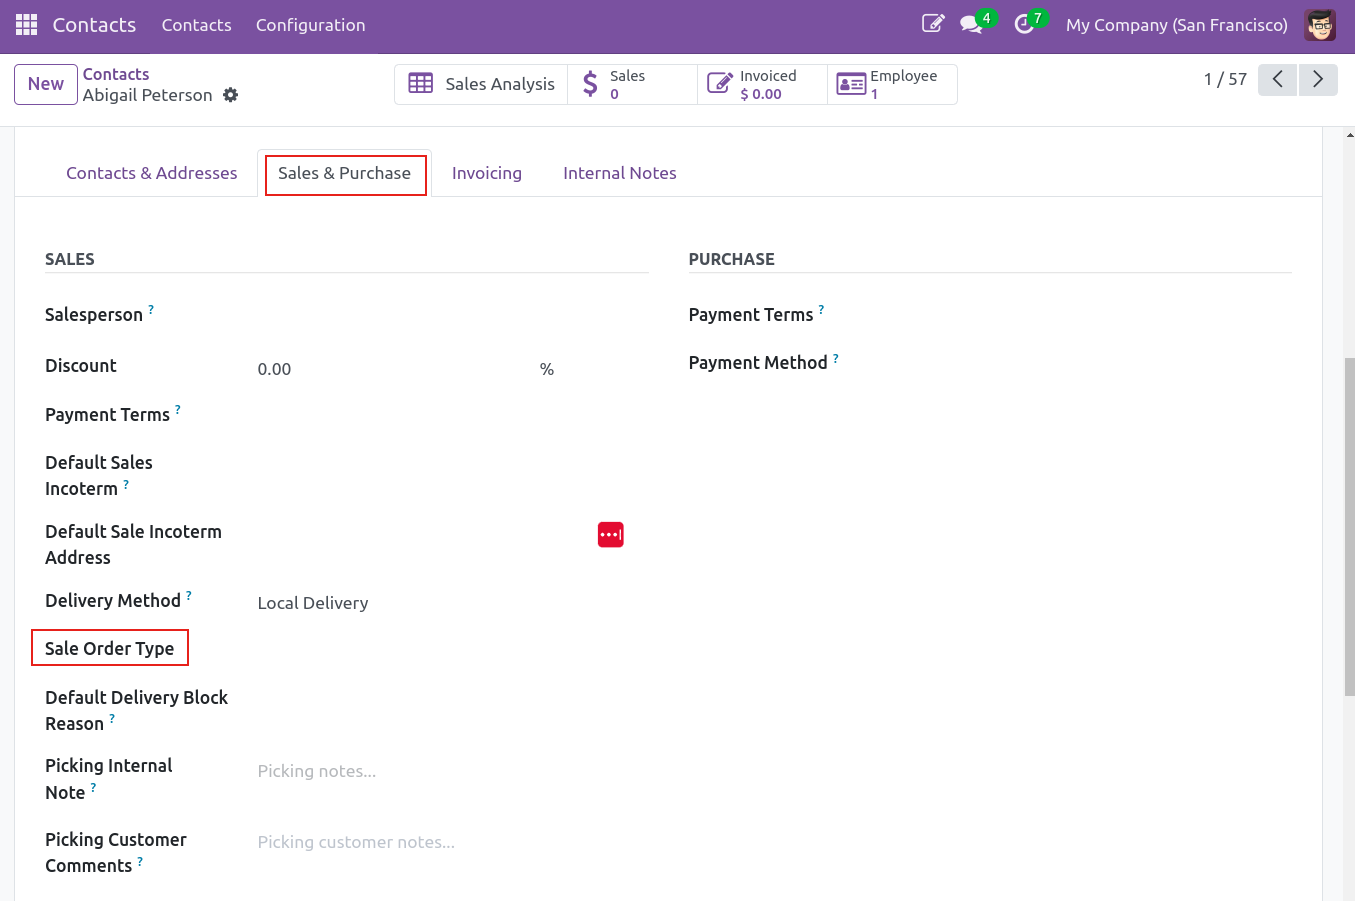 Contacts Contacts Configuration 4 7 My Company (San Francisco)
New Contacts
Abigail Peterson
Sales Analysis
Sales
0
Invoiced
$ 0.00
Employee
1
1 / 57
Contacts & Addresses Sales & Purchase Invoicing Internal Notes
SALES
Salesperson ?
Discount 0.00 %
Payment Terms ?
Default Sales
Incoterm ?
Default Sale Incoterm
Address
Delivery Method ? Local Delivery
Sale Order Type
Default Delivery Block
Reason ?
Picking Internal
Note ?
Picking notes...
Picking Customer
Comments ?
Picking customer notes...
PURCHASE
Payment Terms ?
Payment Method ?